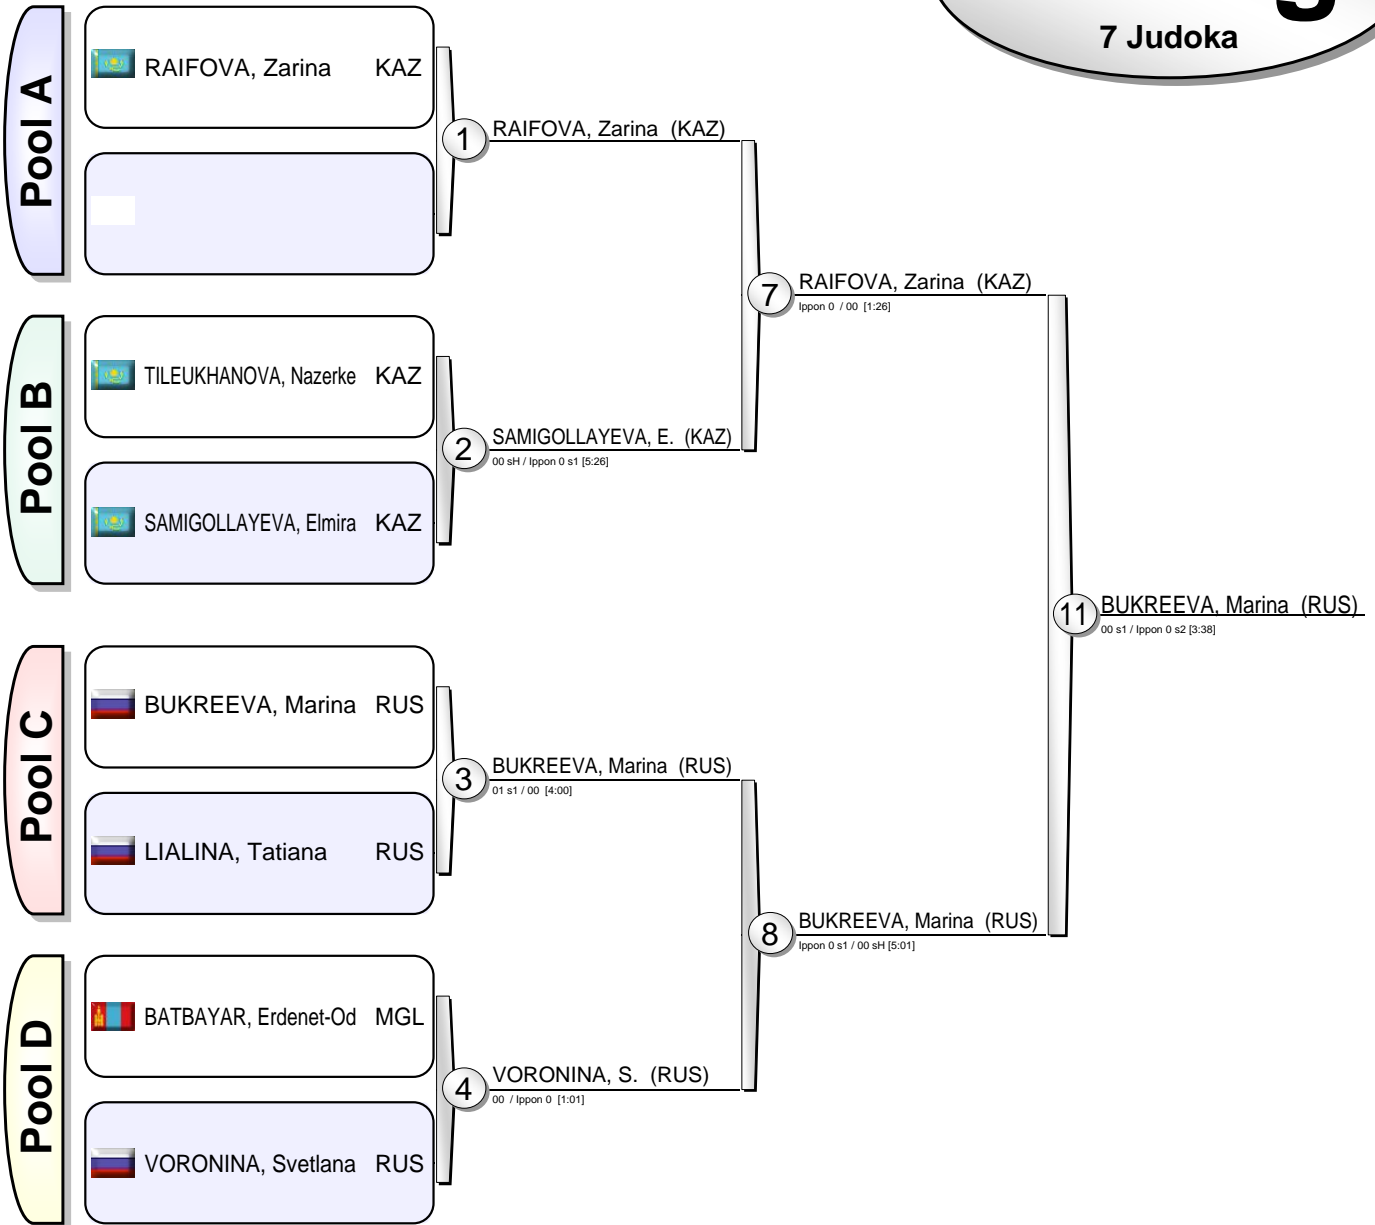 7 Judoka
Pool A
RAIFOVA, Zarina KAZ
1 RAIFOVA, Zarina (KAZ)
7 RAIFOVA, Zarina (KAZ)
Ippon 0 / 00 [1:26]
Pool B
TILEUKHANOVA, Nazerke KAZ
2 SAMIGOLLAYEVA, E. (KAZ)
00 sH / Ippon 0 s1 [5:26]
SAMIGOLLAYEVA, Elmira KAZ
11 BUKREEVA, Marina (RUS)
00 s1 / Ippon 0 s2 [3:38]
Pool C
BUKREEVA, Marina RUS
3 BUKREEVA, Marina (RUS)
01 s1 / 00 [4:00]
LIALINA, Tatiana RUS
8 BUKREEVA, Marina (RUS)
Ippon 0 s1 / 00 sH [5:01]
Pool D
BATBAYAR, Erdenet-Od MGL
4 VORONINA, S. (RUS)
00 / Ippon 0 [1:01]
VORONINA, Svetlana RUS